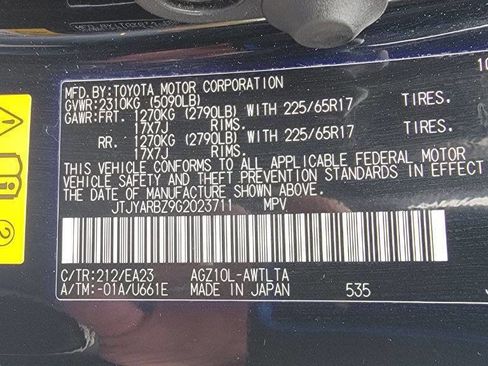 MFD.BY:TOYOTA MOTOR CORPORATION 10
GVWR:2310KG (5090LB)
GAWR:FRT. 1270KG (2790LB) WITH 225/65R17 TIRES.
17X7J RIMS.
RR. 1270KG (2790LB) WITH 225/65R17 TIRES.
17X7J RIMS.
THIS VEHICLE CONFORMS TO ALL APPLICABLE FEDERAL MOTOR
VEHICLE SAFETY AND THEFT PREVENTION STANDARDS IN EFFECT
THE DATE OF MANUFACTURE SHOWN ABOVE.
JTJYARBZ9G2023711 MPV
C/TR:212/EA23 AGZ10L-AWTLTA
A/TM:-01A/U661E MADE IN JAPAN 535
2